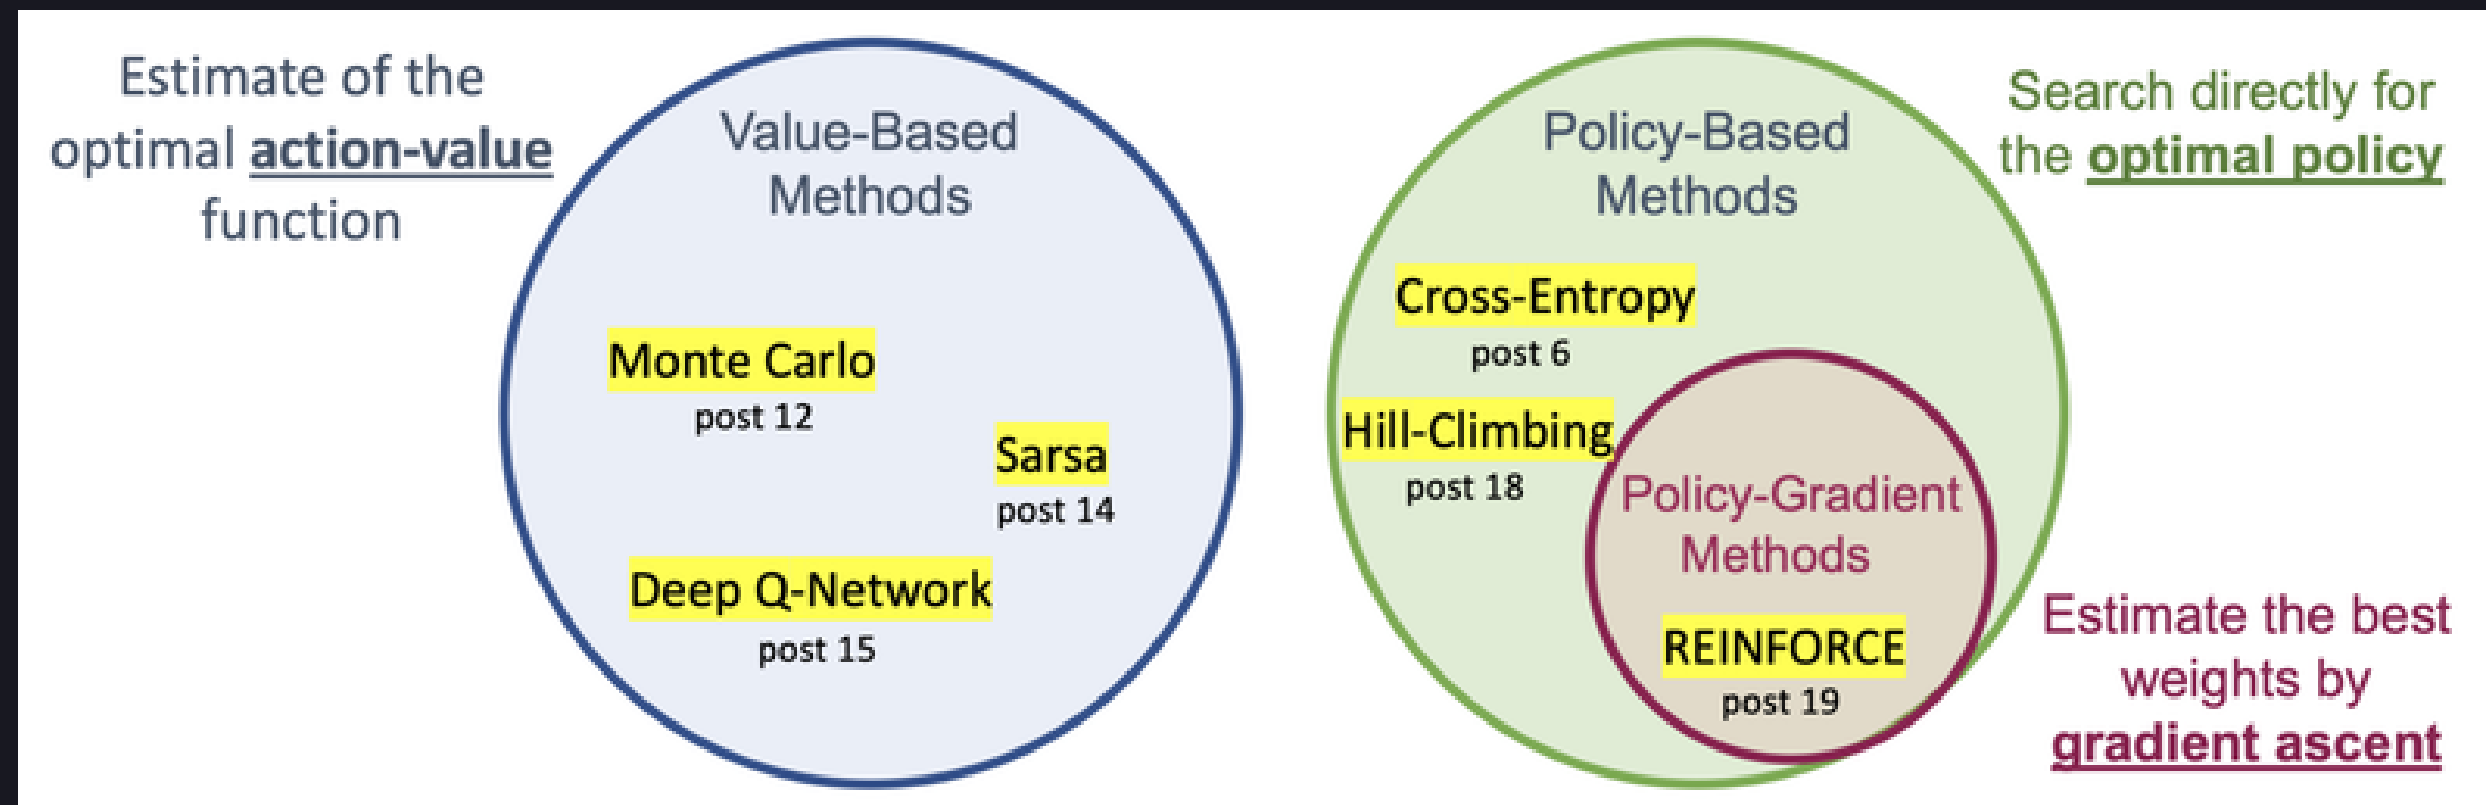 Estimate of the
optimal action-value
function
Value-Based
Methods
Monte Carlo
post 12
Sarsa
post 14
Deep Q-Network
post 15
Policy-Based
Methods
Cross-Entropy
post 6
Hill-Climbing
post 18
Policy-Gradient
Methods
REINFORCE
post 19
Search directly for
the optimal policy
Estimate the best
weights by
gradient ascent